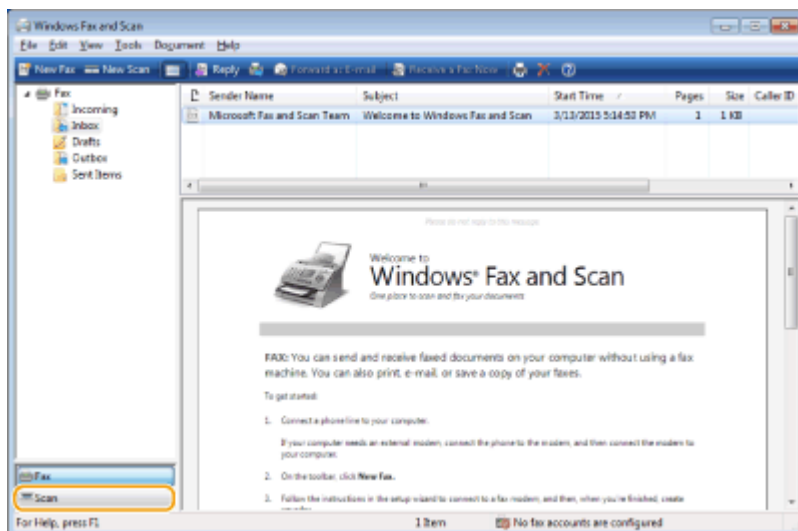 Windows Fax and Scan
File Edit View Tools Document Help
New Fax New Scan Reply Forward as E-mail Receive a Fax Now
Fax
Incoming
Inbox
Drafts
Outbox
Sent Items
Sender Name Subject Start Time Pages Size Caller ID
Microsoft Fax and Scan Team Welcome to Windows Fax and Scan 3/13/2015 5:14:53 PM 1 1 KB
Please do not reply to this message
Welcome to
Windows® Fax and Scan
One place to scan and fax your documents
FAX: You can send and receive faxed documents on your computer without using a fax
machine. You can also print, e-mail, or save a copy of your faxes.
To get started:
1. Connect a phone line to your computer.
If your computer needs an external modem, connect the phone to the modem, and then connect the modem to
your computer.
2. On the toolbar, click New Fax.
3. Follow the instructions in the setup wizard to connect to a fax modem, and then, when you're finished, create
Fax
Scan
For Help, press F1
1 Item
No fax accounts are configured